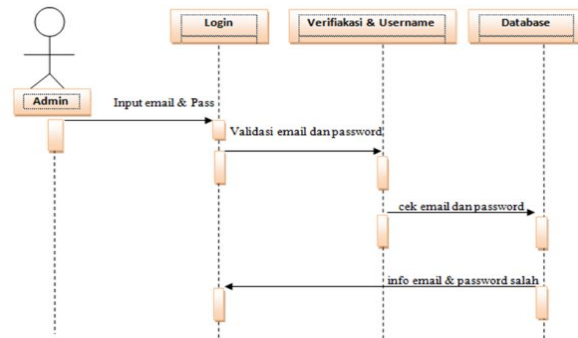 Login
Verifiakasi & Username
Database
Admin
Input email & Pass
Validasi email dan password
cek email dan password
info email & password salah